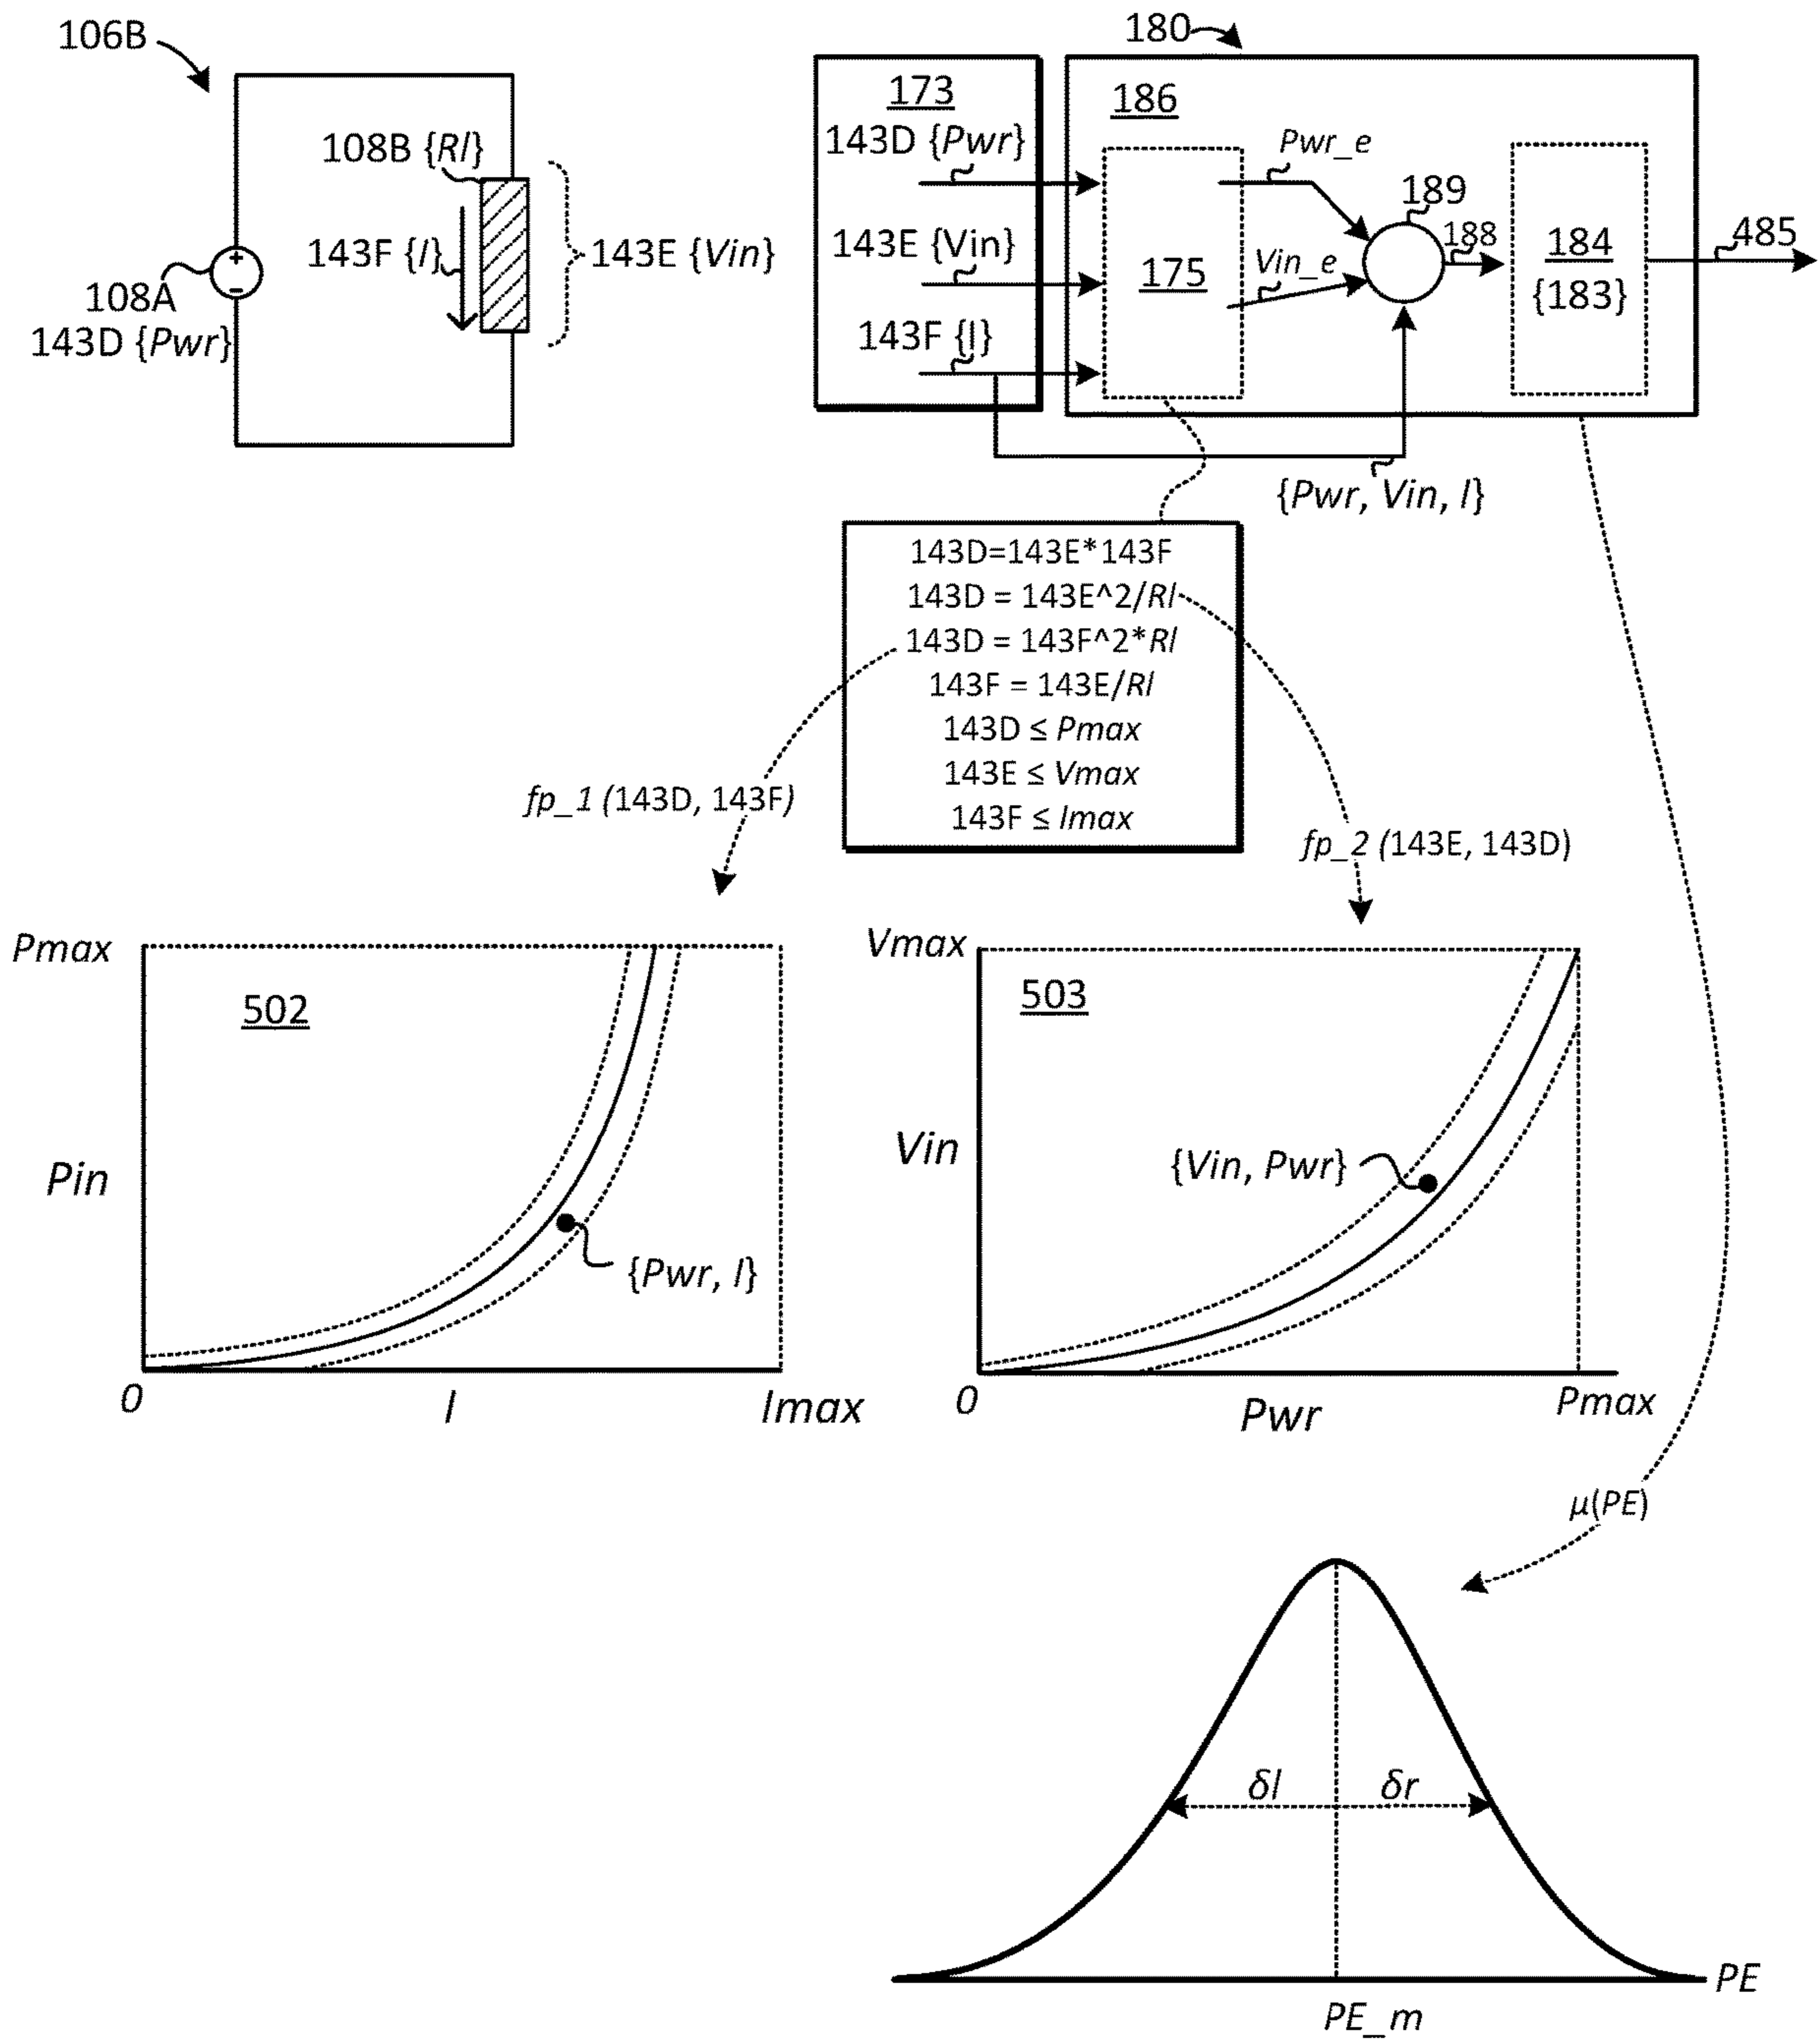 106B
108B {Rl}
143F {I}
143E {Vin}
+
−
108A
143D {Pwr}
180
173
143D {Pwr}
143E {Vin}
143F {I}
186
175
Pwr_e
Vin_e
189
188
184
{183}
485
{Pwr, Vin, I}
143D=143E*143F
143D = 143E^2/Rl
143D = 143F^2*Rl
143F = 143E/Rl
143D ≤ Pmax
143E ≤ Vmax
143F ≤ Imax
fp_1 (143D, 143F)
fp_2 (143E, 143D)
Pmax
502
Pin
{Pwr, I}
0
I
Imax
Vmax
503
Vin
{Vin, Pwr}
0
Pwr
Pmax
μ(PE)
δl
δr
PE
PE_m